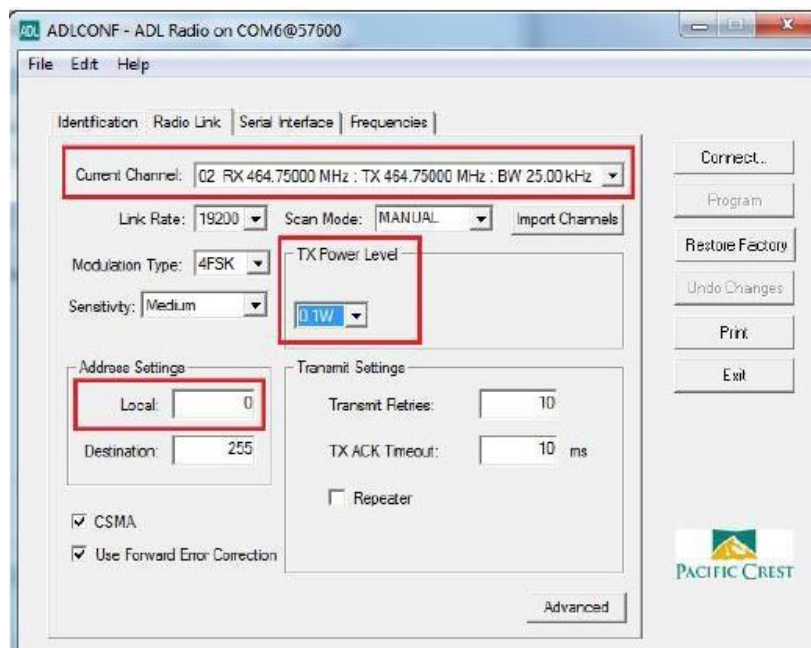 ADL ADLCONF - ADL Radio on COM6@57600
File Edit Help
Identification Radio Link Serial Interface Frequencies
Current Channel: 02 RX 464.75000 MHz : TX 464.75000 MHz : BW 25.00 kHz
Link Rate: 19200 Scan Mode: MANUAL Import Channels
Modulation Type: 4FSK
TX Power Level
Sensitivity: Medium
0.1W
Address Settings
Local: 0
Destination: 255
Transmit Settings
Transmit Retries: 10
TX ACK Timeout: 10 ms
Repeater
CSMA
Use Forward Error Correction
Advanced
Connect..
Program
Restore Factory
Undo Changes
Print
Exit
PACIFIC CREST